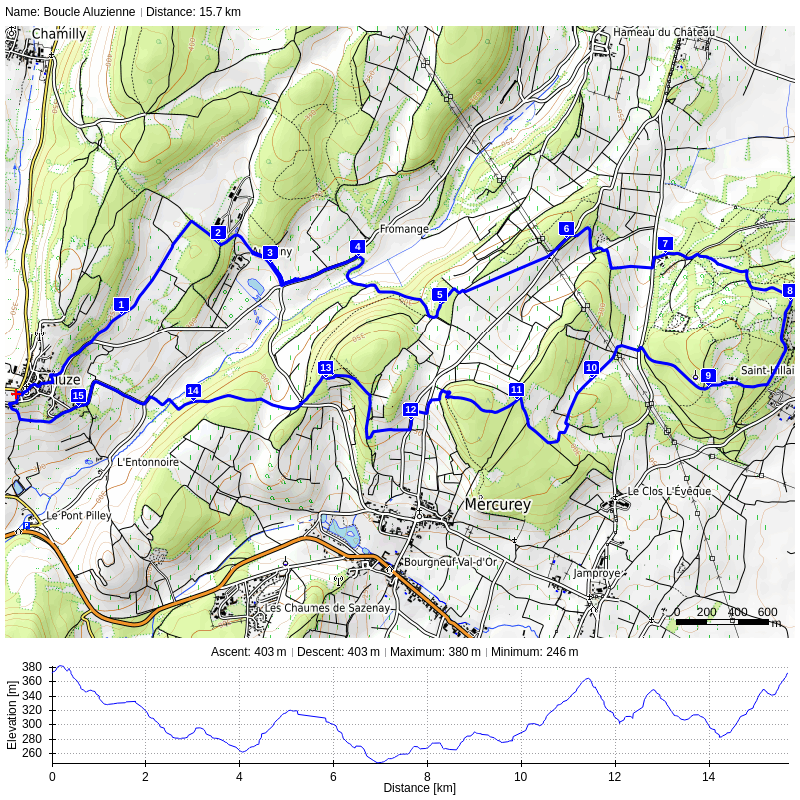 Name: Boucle Aluzienne | Distance: 15.7 km
Chamilly
Hameau du Château
2
Fromange
6
4
7
3
8
5
1
13
10
Saint-Hilai
9
Aluze
14
11
15
12
L'Entonnoire
Le Clos L'Évêque
Mercurey
Le Pont Pilley
P
Bourgneuf-Val-d'Or
Jamproye
Les Chaumes de Sazenay
0 200 400 600
m
Ascent: 403 m | Descent: 403 m | Maximum: 380 m | Minimum: 246 m
Elevation [m]
380
360
340
320
300
280
260
0 2 4 6 8 10 12 14
Distance [km]